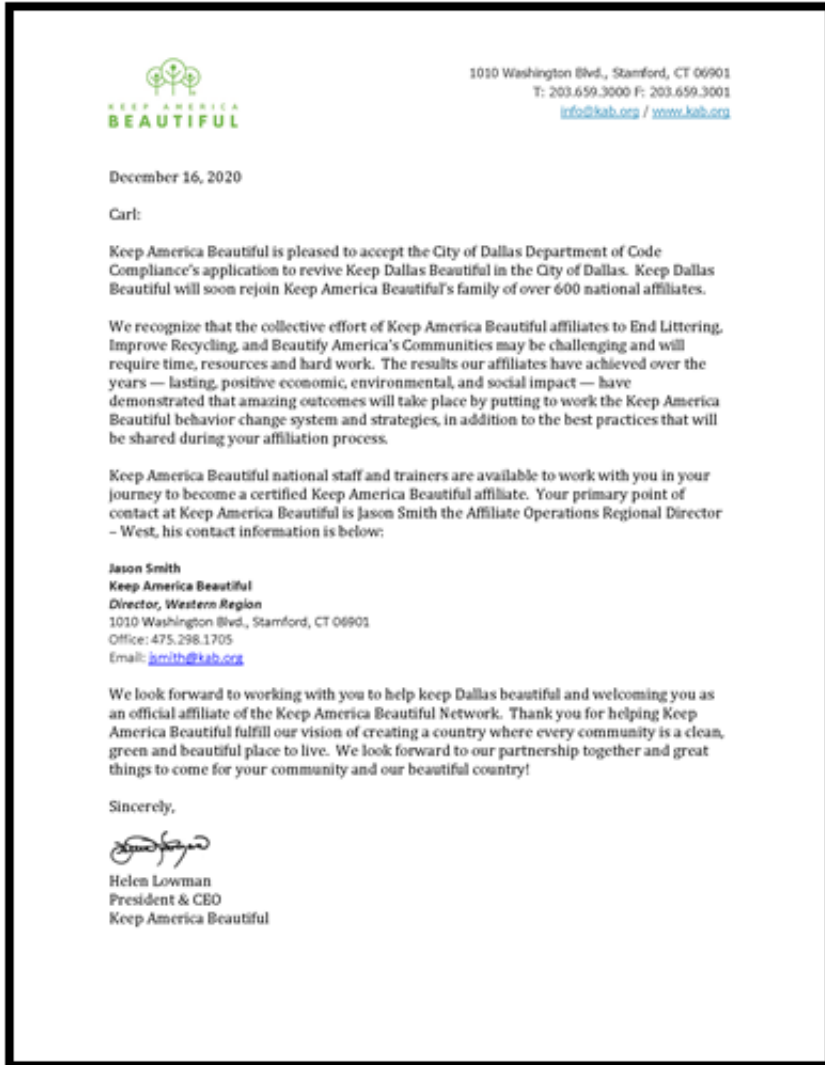 KEEP AMERICA
BEAUTIFUL
1010 Washington Blvd., Stamford, CT 06901
T: 203.659.3000 F: 203.659.3001
info@kab.org / www.kab.org
December 16, 2020
Carl:
Keep America Beautiful is pleased to accept the City of Dallas Department of Code
Compliance's application to revive Keep Dallas Beautiful in the City of Dallas. Keep Dallas
Beautiful will soon rejoin Keep America Beautiful's family of over 600 national affiliates.
We recognize that the collective effort of Keep America Beautiful affiliates to End Littering,
Improve Recycling, and Beautify America's Communities may be challenging and will
require time, resources and hard work. The results our affiliates have achieved over the
years — lasting, positive economic, environmental, and social impact — have
demonstrated that amazing outcomes will take place by putting to work the Keep America
Beautiful behavior change system and strategies, in addition to the best practices that will
be shared during your affiliation process.
Keep America Beautiful national staff and trainers are available to work with you in your
journey to become a certified Keep America Beautiful affiliate. Your primary point of
contact at Keep America Beautiful is Jason Smith the Affiliate Operations Regional Director
– West, his contact information is below:
Jason Smith
Keep America Beautiful
Director, Western Region
1010 Washington Blvd., Stamford, CT 06901
Office: 475.298.1705
Email: jsmith@kab.org
We look forward to working with you to help keep Dallas beautiful and welcoming you as
an official affiliate of the Keep America Beautiful Network. Thank you for helping Keep
America Beautiful fulfill our vision of creating a country where every community is a clean,
green and beautiful place to live. We look forward to our partnership together and great
things to come for your community and our beautiful country!
Sincerely,
Helen Lowman
President & CEO
Keep America Beautiful